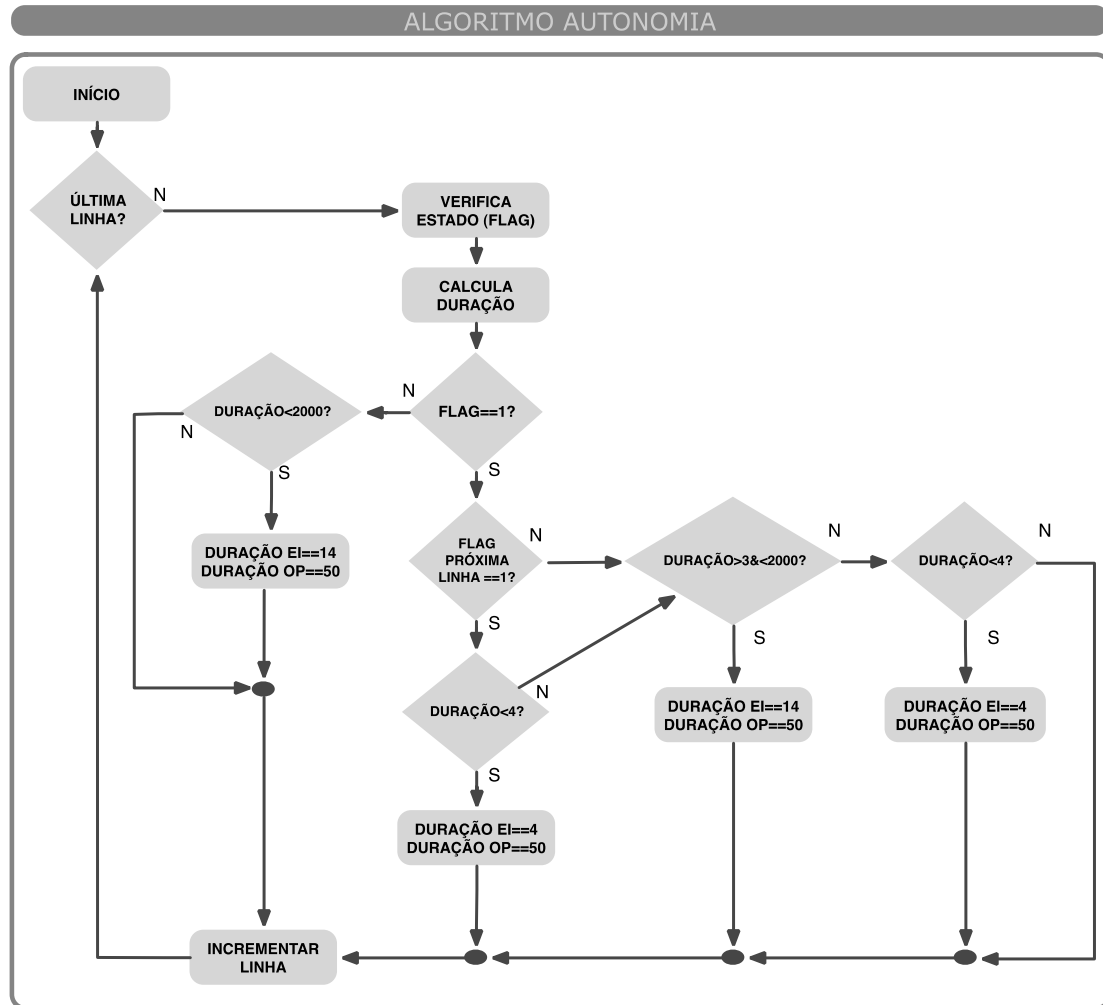 ALGORITMO AUTONOMIA
INÍCIO
ÚLTIMA
LINHA?
N
VERIFICA
ESTADO (FLAG)
CALCULA
DURAÇÃO
FLAG==1?
N
S
DURAÇÃO<2000?
N
S
DURAÇÃO EI==14
DURAÇÃO OP==50
FLAG
PRÓXIMA
LINHA ==1?
N
S
DURAÇÃO>3&<2000?
N
S
DURAÇÃO<4?
N
S
DURAÇÃO<4?
N
S
DURAÇÃO EI==14
DURAÇÃO OP==50
DURAÇÃO EI==4
DURAÇÃO OP==50
DURAÇÃO EI==4
DURAÇÃO OP==50
INCREMENTAR
LINHA